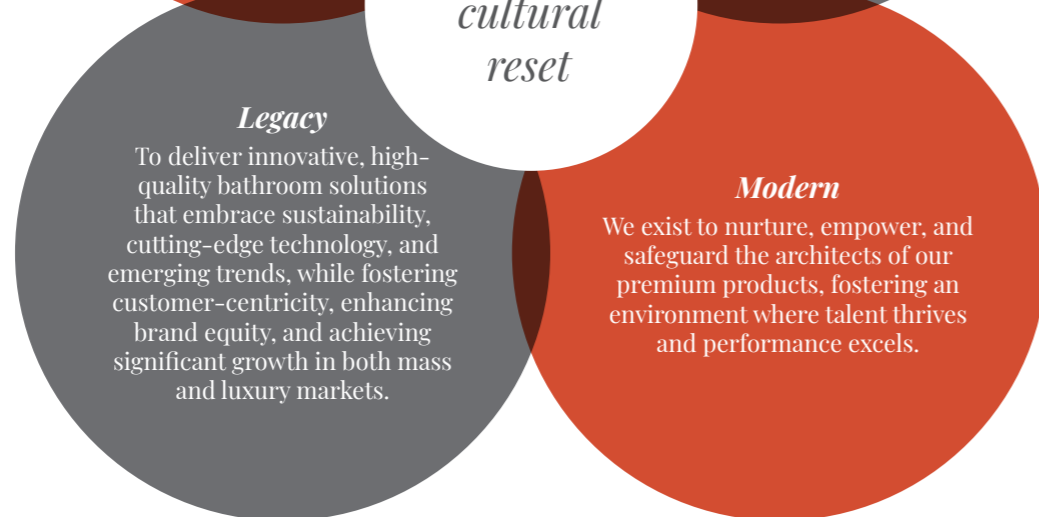 cultural
reset
Legacy
To deliver innovative, high-
quality bathroom solutions
that embrace sustainability,
cutting-edge technology, and
emerging trends, while fostering
customer-centricity, enhancing
brand equity, and achieving
significant growth in both mass
and luxury markets.
Modern
We exist to nurture, empower, and
safeguard the architects of our
premium products, fostering an
environment where talent thrives
and performance excels.